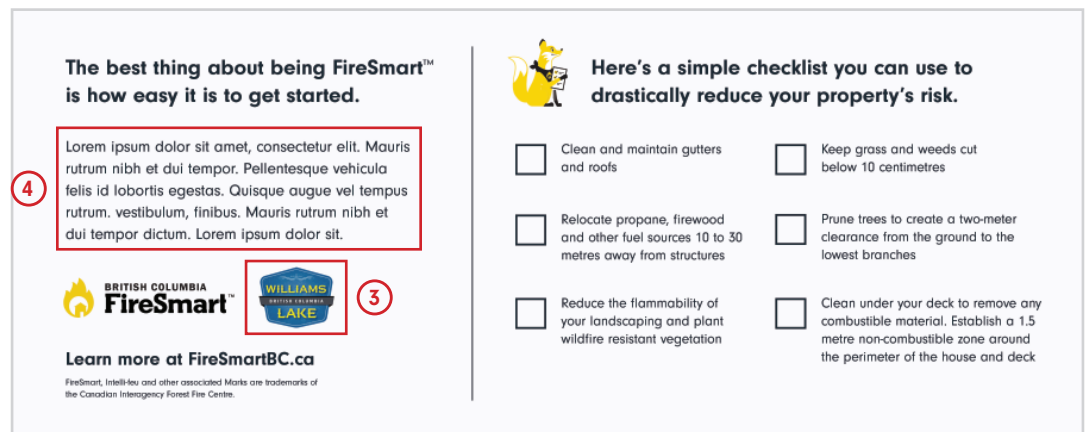 The best thing about being FireSmart™
is how easy it is to get started.
Lorem ipsum dolor sit amet, consectetur elit. Mauris
rutrum nibh et dui tempor. Pellentesque vehicula
felis id lobortis egestas. Quisque augue vel tempus
rutrum. vestibulum, finibus. Mauris rutrum nibh et
dui tempor dictum. Lorem ipsum dolor sit.
4
BRITISH COLUMBIA
FireSmart™
WILLIAMS
BRITISH COLUMBIA
LAKE
3
Learn more at FireSmartBC.ca
FireSmart, Intelli-feu and other associated Marks are trademarks of
the Canadian Interagency Forest Fire Centre.
Here's a simple checklist you can use to
drastically reduce your property's risk.
Clean and maintain gutters
and roofs
Keep grass and weeds cut
below 10 centimetres
Relocate propane, firewood
and other fuel sources 10 to 30
metres away from structures
Prune trees to create a two-meter
clearance from the ground to the
lowest branches
Reduce the flammability of
your landscaping and plant
wildfire resistant vegetation
Clean under your deck to remove any
combustible material. Establish a 1.5
metre non-combustible zone around
the perimeter of the house and deck